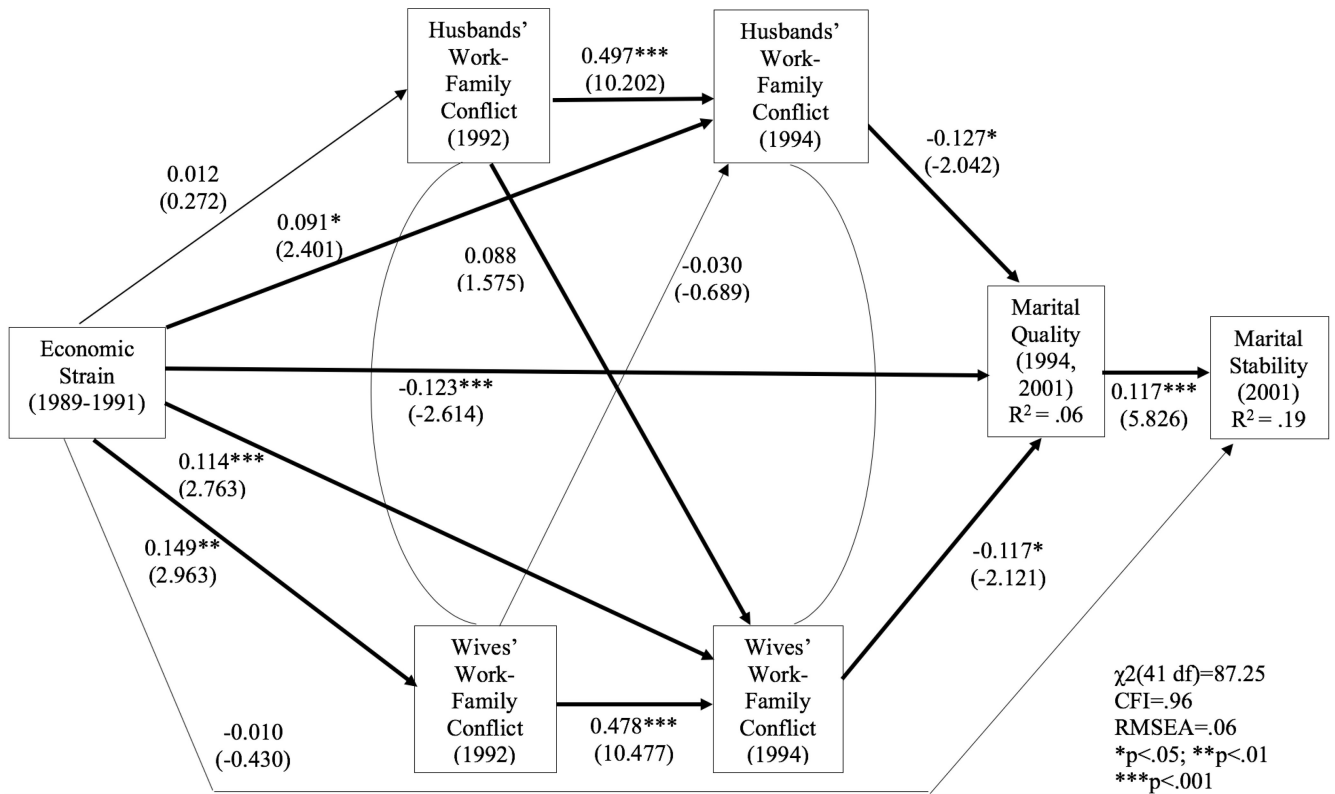 Husbands’
Work-
Family
Conflict
(1992)
0.497***
(10.202)
Husbands’
Work-
Family
Conflict
(1994)
-0.127*
(-2.042)
0.012
(0.272)
0.091*
(2.401)
0.088
(1.575)
-0.030
(-0.689)
Economic
Strain
(1989-1991)
-0.123***
(-2.614)
Marital
Quality
(1994,
2001)
R² = .06
0.117***
(5.826)
Marital
Stability
(2001)
R² = .19
0.114***
(2.763)
0.149**
(2.963)
-0.117*
(-2.121)
Wives’
Work-
Family
Conflict
(1992)
0.478***
(10.477)
Wives’
Work-
Family
Conflict
(1994)
-0.010
(-0.430)
χ2(41 df)=87.25
CFI=.96
RMSEA=.06
*p<.05; **p<.01
***p<.001